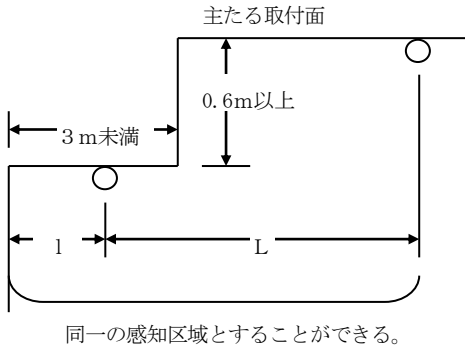 主たる取付面
0.6m以上
3m未満
l
L
同一の感知区域とすることができる。